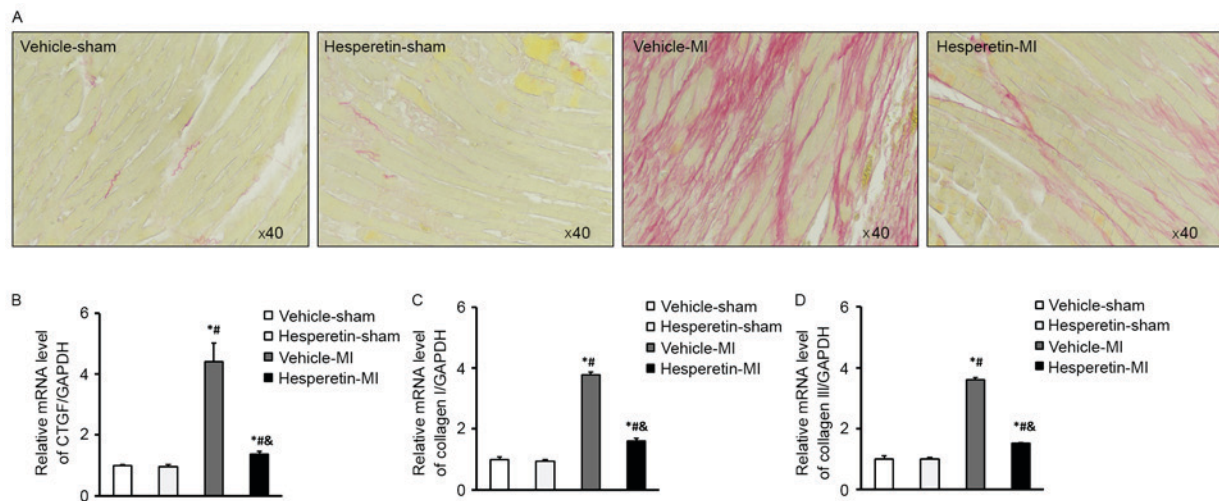 A
Vehicle-sham
x40
Hesperetin-sham
x40
Vehicle-MI
x40
Hesperetin-MI
x40
B
Relative mRNA level
of CTGF/GAPDH
6
4
2
0
*#
*#&
Vehicle-sham
Hesperetin-sham
Vehicle-MI
Hesperetin-MI
C
Relative mRNA level
of collagen I/GAPDH
6
4
2
0
*#
*#&
Vehicle-sham
Hesperetin-sham
Vehicle-MI
Hesperetin-MI
D
Relative mRNA level
of collagen III/GAPDH
6
4
2
0
*#
*#&
Vehicle-sham
Hesperetin-sham
Vehicle-MI
Hesperetin-MI